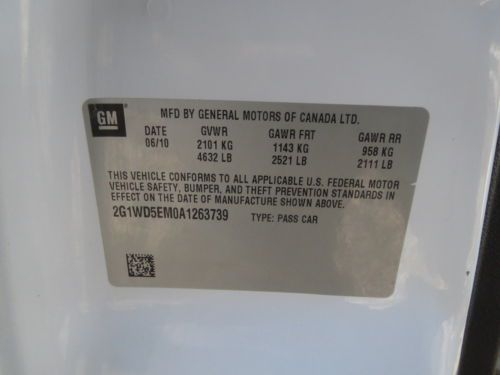 GM
MFD BY GENERAL MOTORS OF CANADA LTD.
DATE GVWR GAWR FRT GAWR RR
06/10 2101 KG 1143 KG 958 KG
4632 LB 2521 LB 2111 LB
THIS VEHICLE CONFORMS TO ALL APPLICABLE U.S. FEDERAL MOTOR
VEHICLE SAFETY, BUMPER, AND THEFT PREVENTION STANDARDS IN
EFFECT ON THE DATE OF MANUFACTURE SHOWN ABOVE.
2G1WD5EM0A1263739 TYPE: PASS CAR